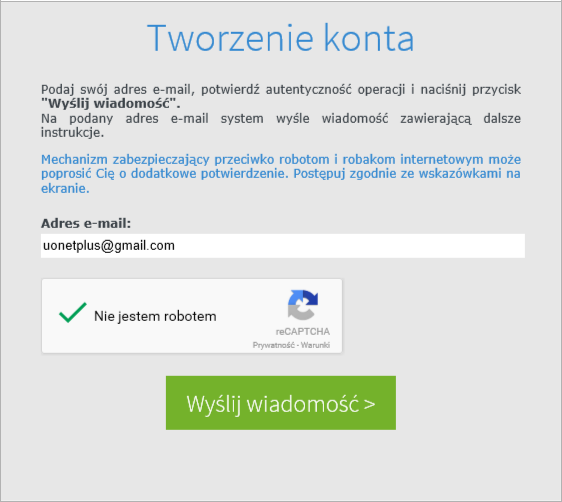 Tworzenie konta
Podaj swój adres e-mail, potwierdź autentyczność operacji i naciśnij przycisk
"Wyślij wiadomość".
Na podany adres e-mail system wyśle wiadomość zawierającą dalsze
instrukcje.
Mechanizm zabezpieczający przeciwko robotom i robakom internetowym może
poprosić Cię o dodatkowe potwierdzenie. Postępuj zgodnie ze wskazówkami na
ekranie.
Adres e-mail:
uonetplus@gmail.com
Nie jestem robotem
reCAPTCHA
Prywatność - Warunki
Wyślij wiadomość >